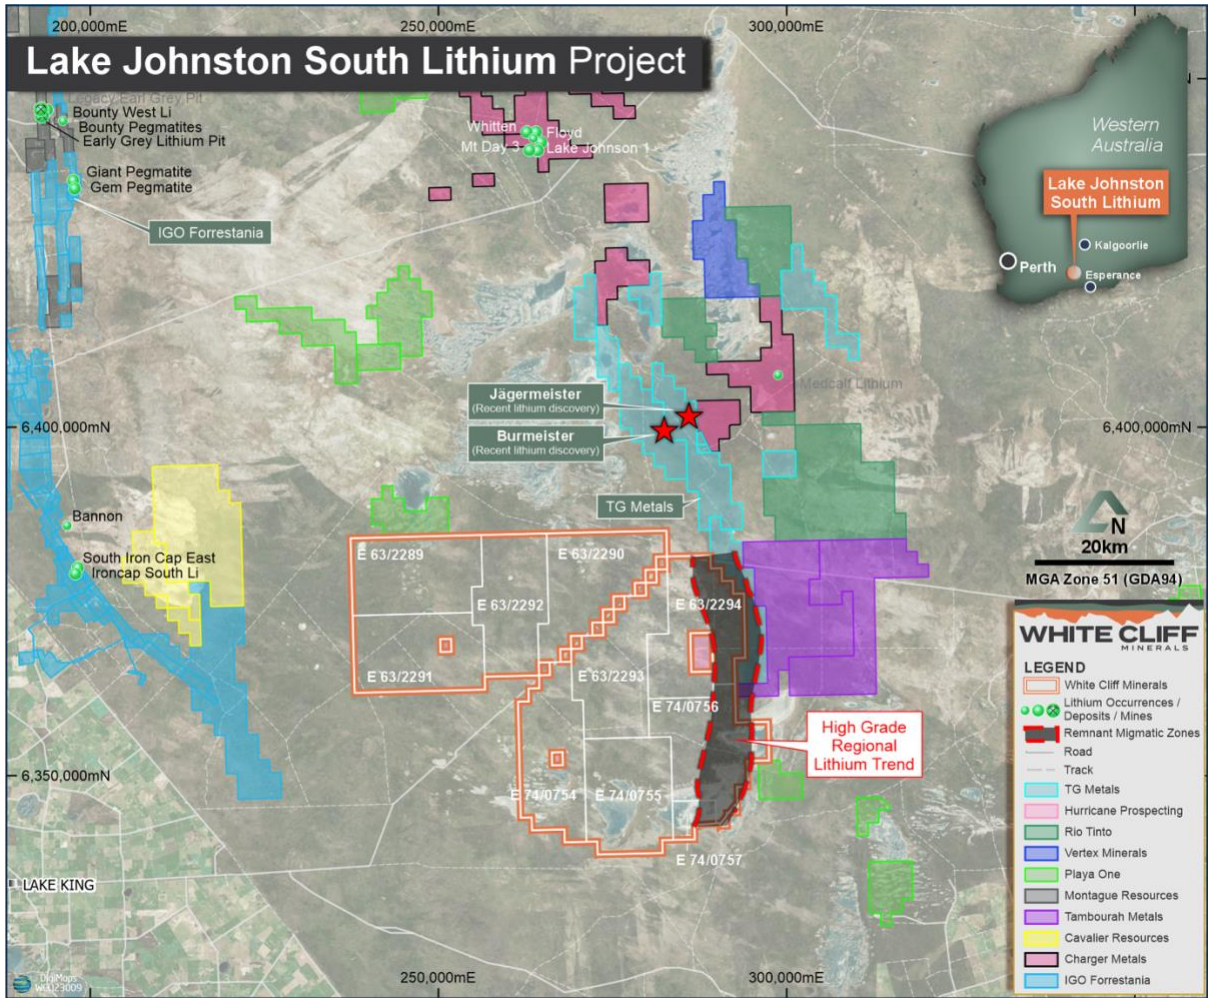 200,000mE
250,000mE
300,000mE
Lake Johnston South Lithium Project
Legacy Earl Grey Pit
Bounty West Li
Bounty Pegmatites
Early Grey Lithium Pit
Giant Pegmatite
Gem Pegmatite
IGO Forrestania
Whitten
Floyd
Mt Day 3
Lake Johnson 1
Western
Australia
Lake Johnston
South Lithium
Kalgoorlie
Perth
Esperance
Medcalf Lithium
Jägermeister
(Recent lithium discovery)
Burmeister
(Recent lithium discovery)
6,400,000mN
6,400,000mN
TG Metals
Bannon
South Iron Cap East
Ironcap South Li
N
20km
MGA Zone 51 (GDA94)
E 63/2289
E 63/2290
E 63/2292
E 63/2294
E 63/2291
E 63/2293
E 74/0756
High Grade
Regional
Lithium Trend
6,350,000mN
E 74/0754
E 74/0755
E 74/0757
LAKE KING
WHITE CLIFF
MINERALS
LEGEND
White Cliff Minerals
Lithium Occurrences /
Deposits / Mines
Remnant Migmatic Zones
Road
Track
TG Metals
Hurricane Prospecting
Rio Tinto
Vertex Minerals
Playa One
Montague Resources
Tambourah Metals
Cavalier Resources
Charger Metals
IGO Forrestania
DigiMaps
WCL23009
250,000mE
300,000mE